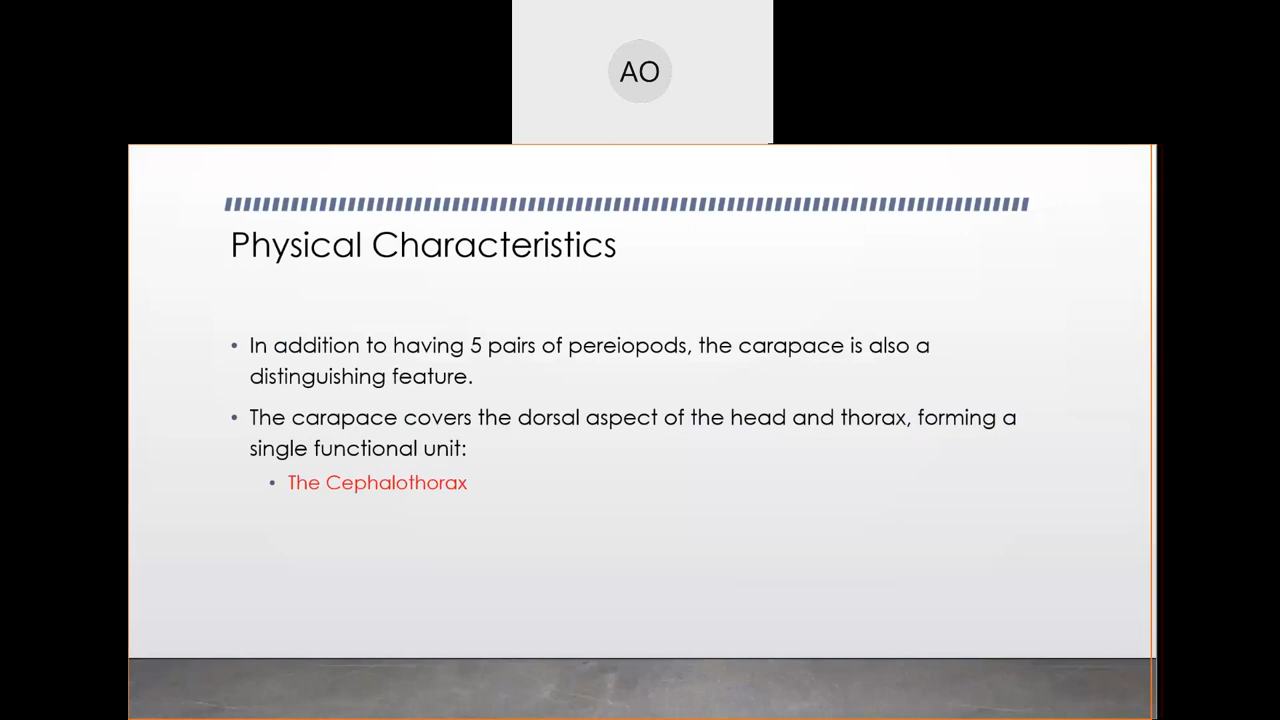 AO
Physical Characteristics
• In addition to having 5 pairs of pereiopods, the carapace is also a
distinguishing feature.
• The carapace covers the dorsal aspect of the head and thorax, forming a
single functional unit:
• The Cephalothorax